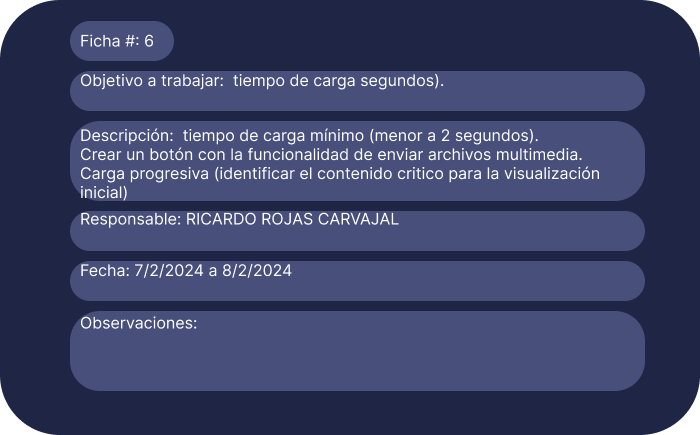 Ficha #: 6
Objetivo a trabajar:  tiempo de carga segundos).
Descripción:  tiempo de carga mínimo (menor a 2 segundos).
Crear un botón con la funcionalidad de enviar archivos multimedia.
Carga progresiva (identificar el contenido critico para la visualización
inicial)
Responsable: RICARDO ROJAS CARVAJAL
Fecha: 7/2/2024 a 8/2/2024
Observaciones: